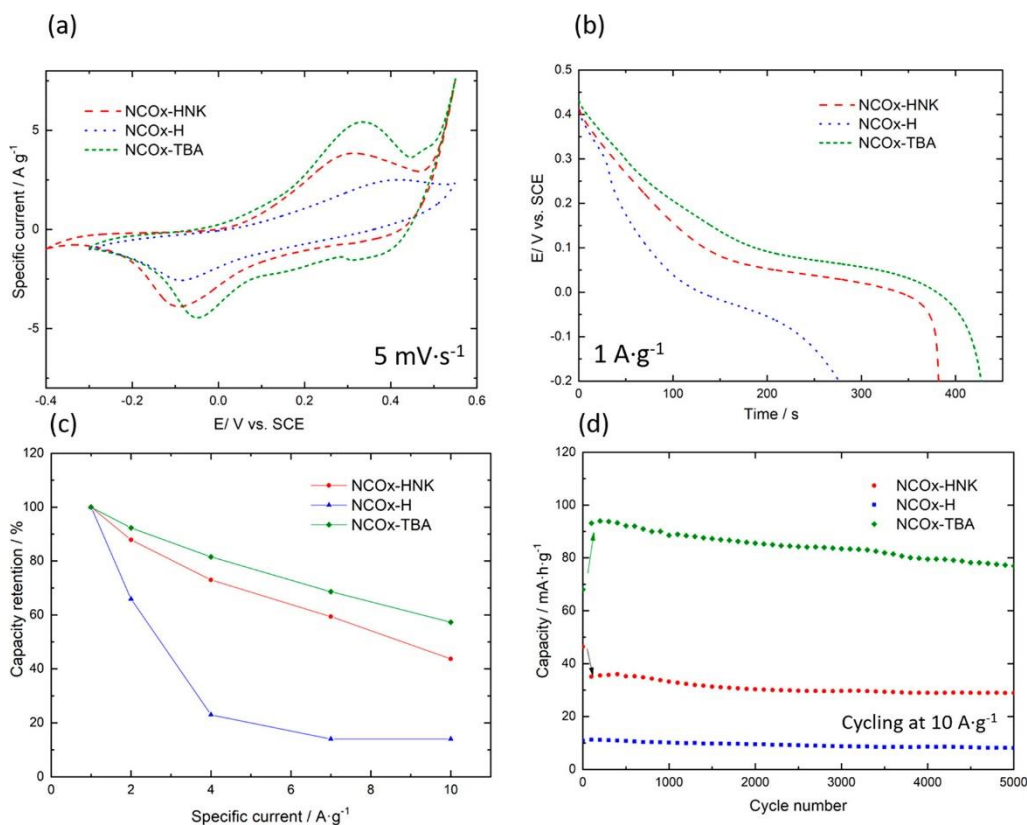 (a)
NCOx-HNK
NCOx-H
NCOx-TBA
5
0
-5
-0.4 -0.2 0.0 0.2 0.4 0.6
Specific current / A g-1
E/ V vs. SCE
5 mV·s-1
(b)
NCOx-HNK
NCOx-H
NCOx-TBA
0.5
0.4
0.3
0.2
0.1
0.0
-0.1
-0.2
0 100 200 300 400
E/ V vs. SCE
Time / s
1 A·g-1
(c)
NCOx-HNK
NCOx-H
NCOx-TBA
120
100
80
60
40
20
0
2 4 6 8 10
Capacity retention / %
Specific current / A·g-1
(d)
NCOx-HNK
NCOx-H
NCOx-TBA
120
100
80
60
40
20
0
0 1000 2000 3000 4000 5000
Capacity / mA·h·g-1
Cycle number
Cycling at 10 A·g-1